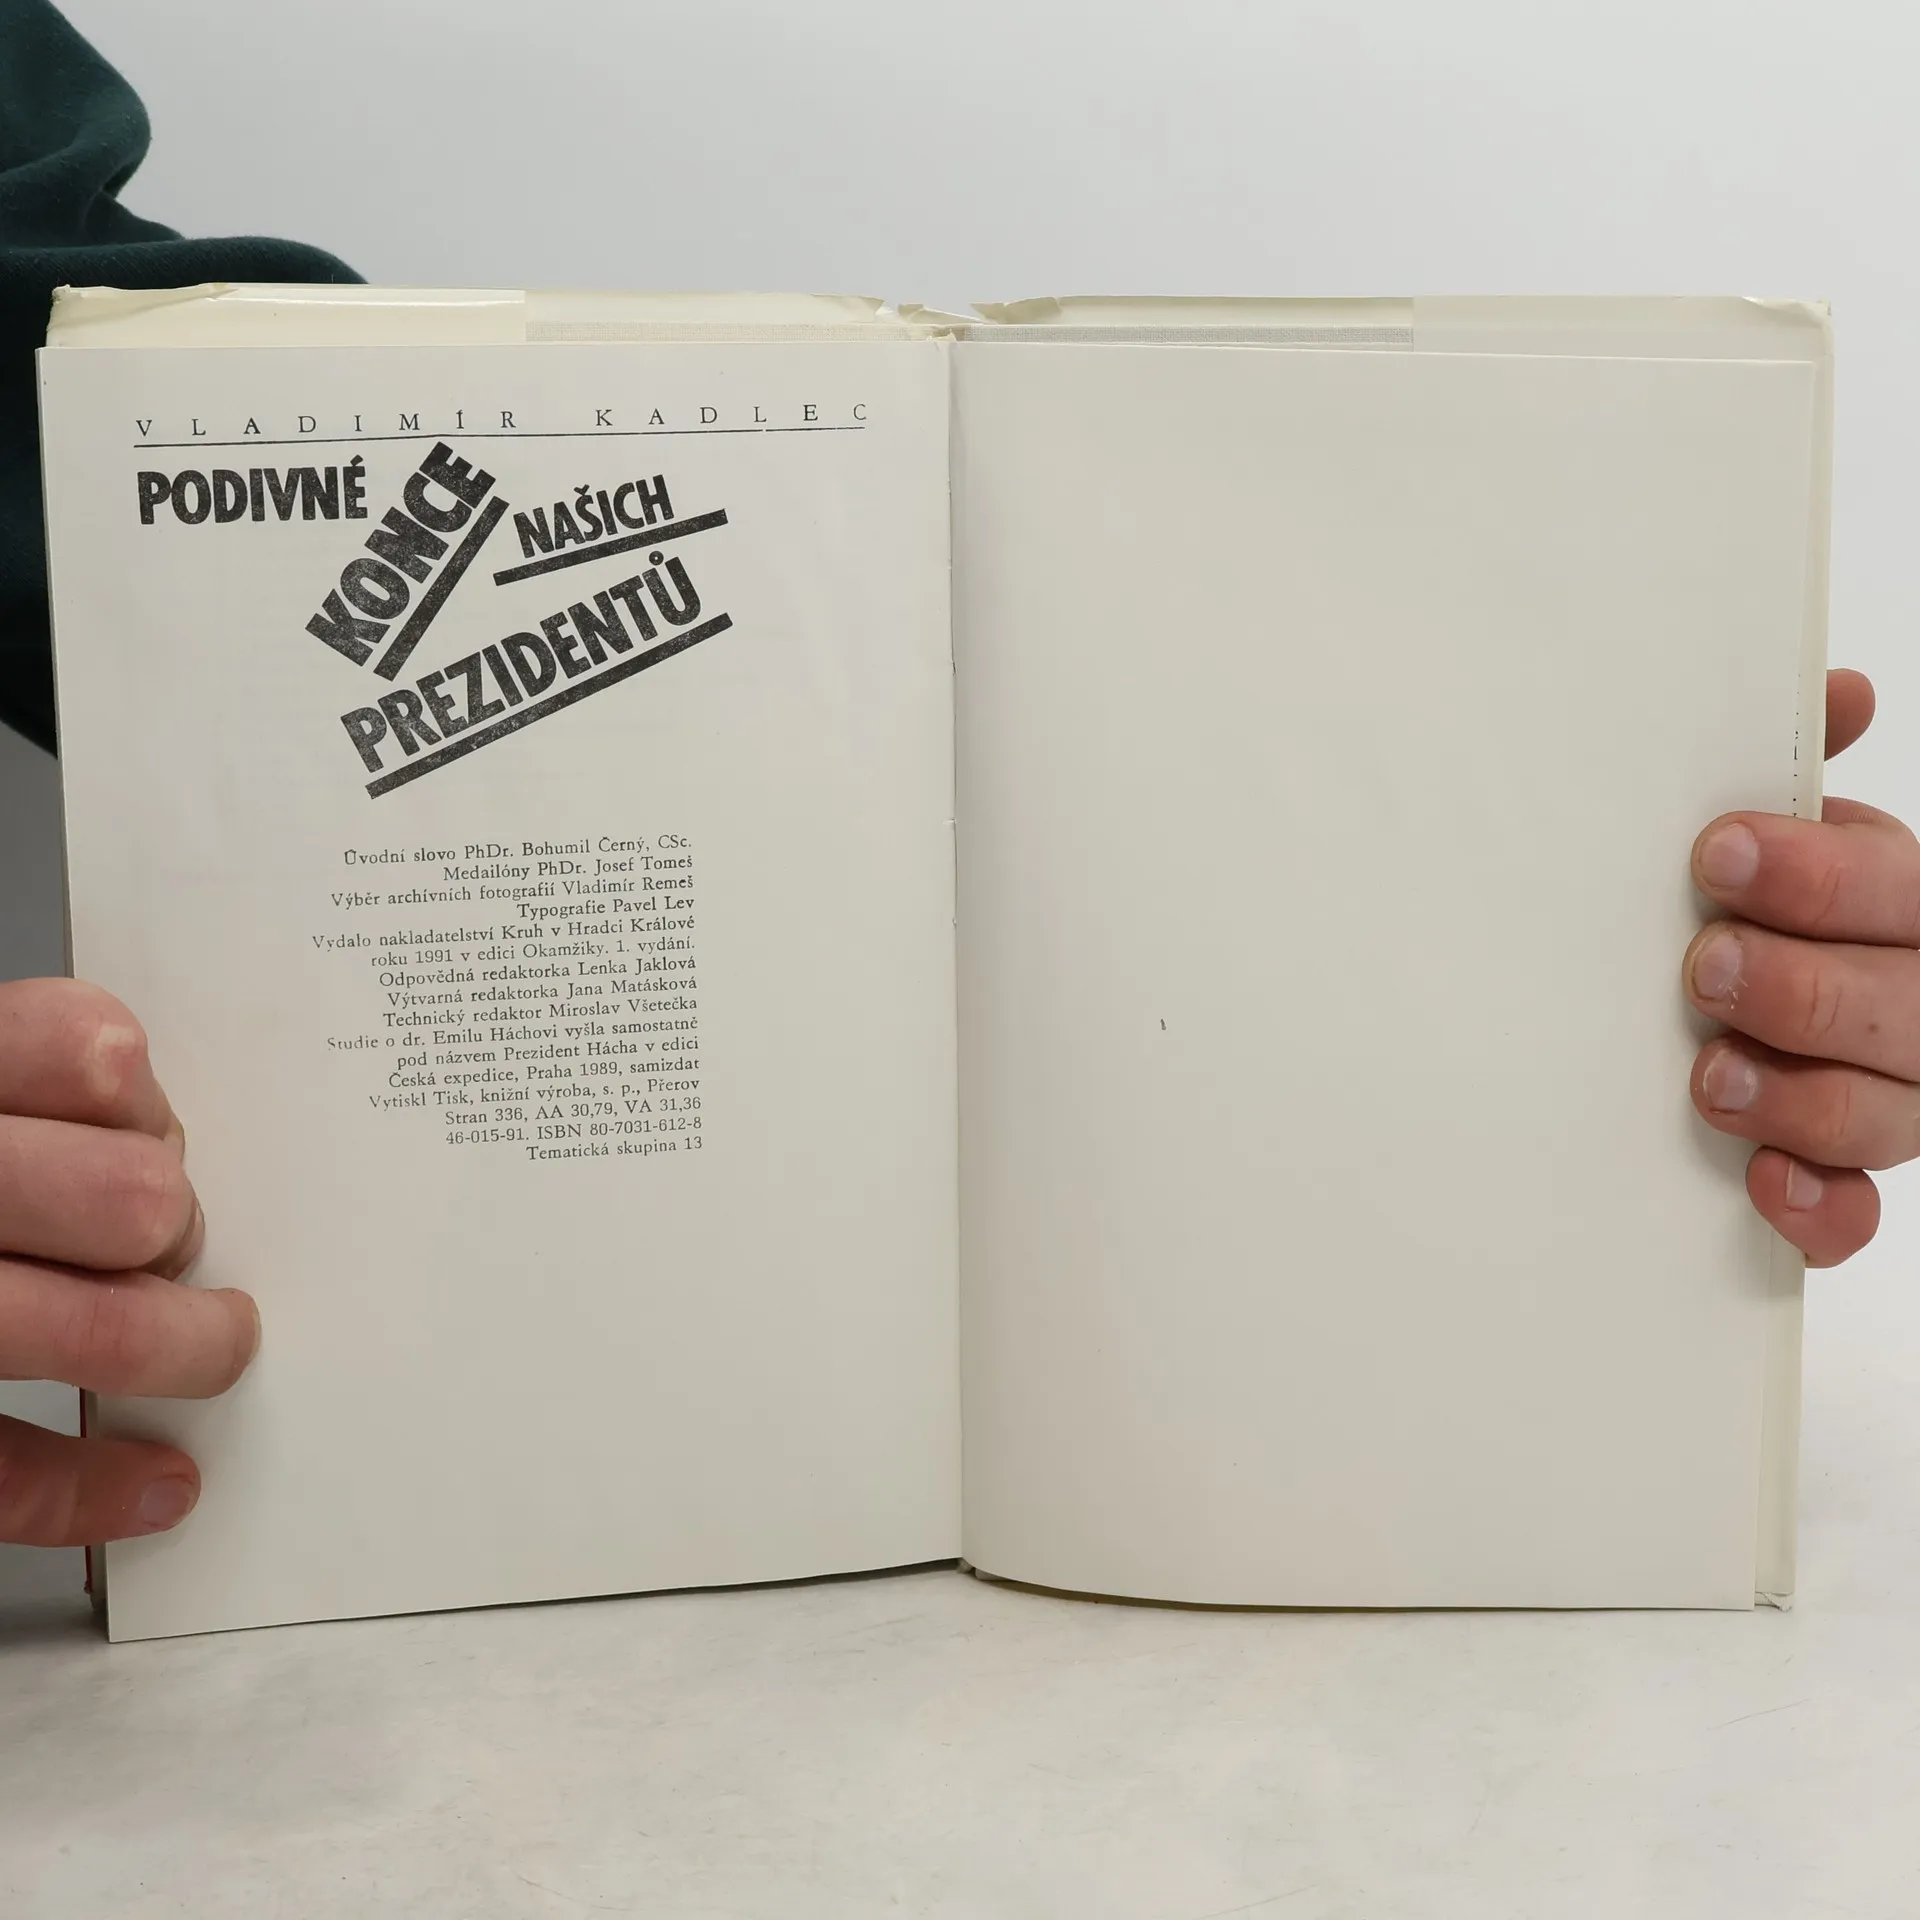 VLADIMÍR KADLEC
PODIVNÉ
KONCE
NAŠICH
PREZIDENTŮ
Úvodní slovo PhDr. Bohumil Černý, CSc.
Medailóny PhDr. Josef Tomeš
Výběr archívních fotografií Vladimír Remeš
Typografie Pavel Lev
Vydalo nakladatelství Kruh v Hradci Králové
roku 1991 v edici Okamžiky. 1. vydání.
Odpovědná redaktorka Lenka Jaklová
Výtvarná redaktorka Jana Matásková
Technický redaktor Miroslav Všetečka
Studie o dr. Emilu Háchovi vyšla samostatně
pod názvem Prezident Hácha v edici
Česká expedice, Praha 1989, samizdat
Vytiskl Tisk, knižní výroba, s. p., Přerov
Stran 336, AA 30,79, VA 31,36
46-015-91. ISBN 80-7031-612-8
Tematická skupina 13